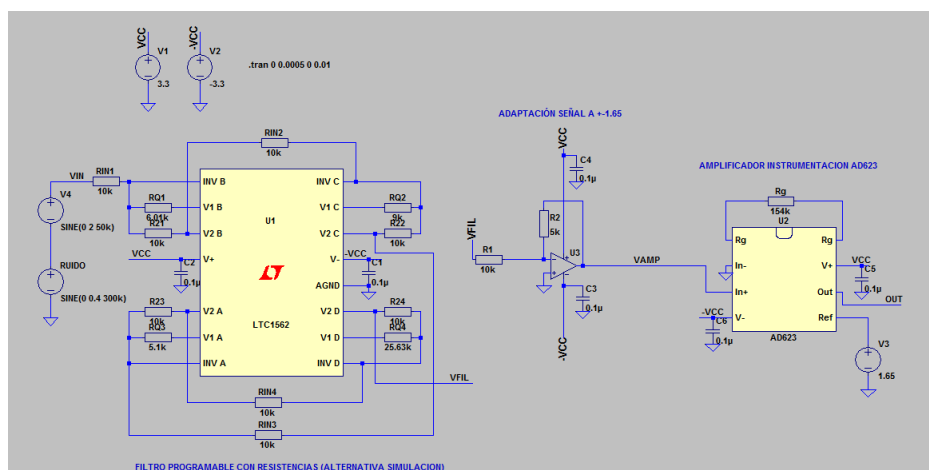 VCC
V1
3.3
-VCC
V2
-3.3
.tran 0 0.0005 0 0.01
VIN
RIN1
10k
V4
SINE(0 2 50k)
RUIDO
SINE(0 0.4 300k)
RIN2
10k
RQ1
6.01k
R21
10k
VCC
C2
0.1µ
R23
10k
RQ3
5.1k
INV B
V1 B
V2 B
V+
V2 A
V1 A
INV A
U1
LTC1562
INV C
V1 C
V2 C
V-
AGND
V2 D
V1 D
INV D
RQ2
9k
R22
10k
-VCC
C1
0.1µ
R24
10k
RQ4
25.63k
VFIL
RIN4
10k
RIN3
10k
FILTRO PROGRAMABLE CON RESISTENCIAS (ALTERNATIVA SIMULACION)
ADAPTACIÓN SEÑAL A +-1.65
VCC
C4
0.1µ
VFIL
R1
10k
R2
5k
U3
C3
0.1µ
-VCC
VAMP
AMPLIFICADOR INSTRUMENTACION AD623
Rg
154k
U2
Rg
Rg
In-
V+
In+
Out
V-
Ref
AD623
VCC
C5
0.1µ
OUT
-VCC
C6
0.1µ
V3
1.65